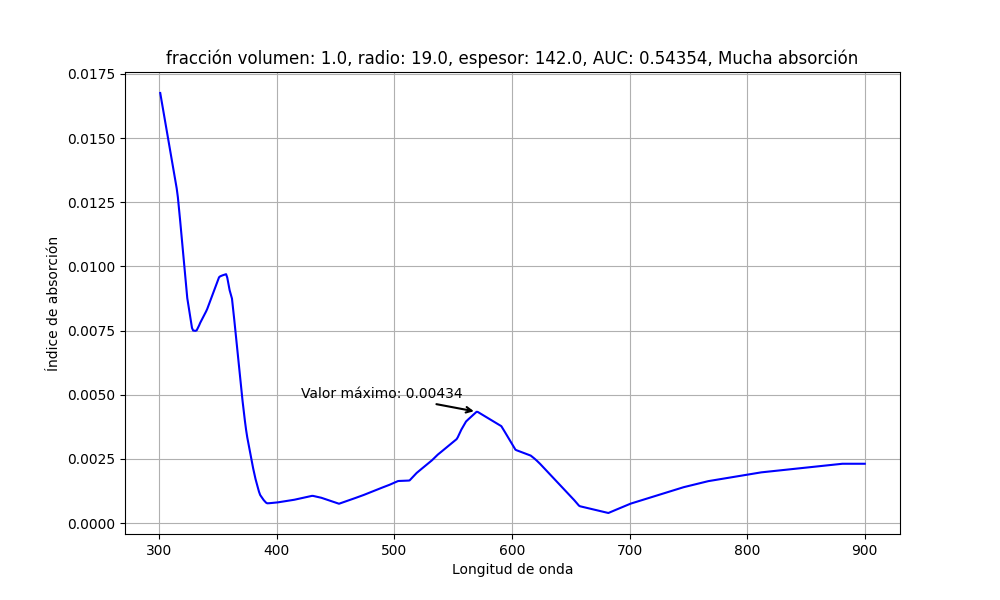 fracción volumen: 1.0, radio: 19.0, espesor: 142.0, AUC: 0.54354, Mucha absorción
Índice de absorción
0.0175
0.0150
0.0125
0.0100
0.0075
0.0050
0.0025
0.0000
Valor máximo: 0.00434
300 400 500 600 700 800 900
Longitud de onda